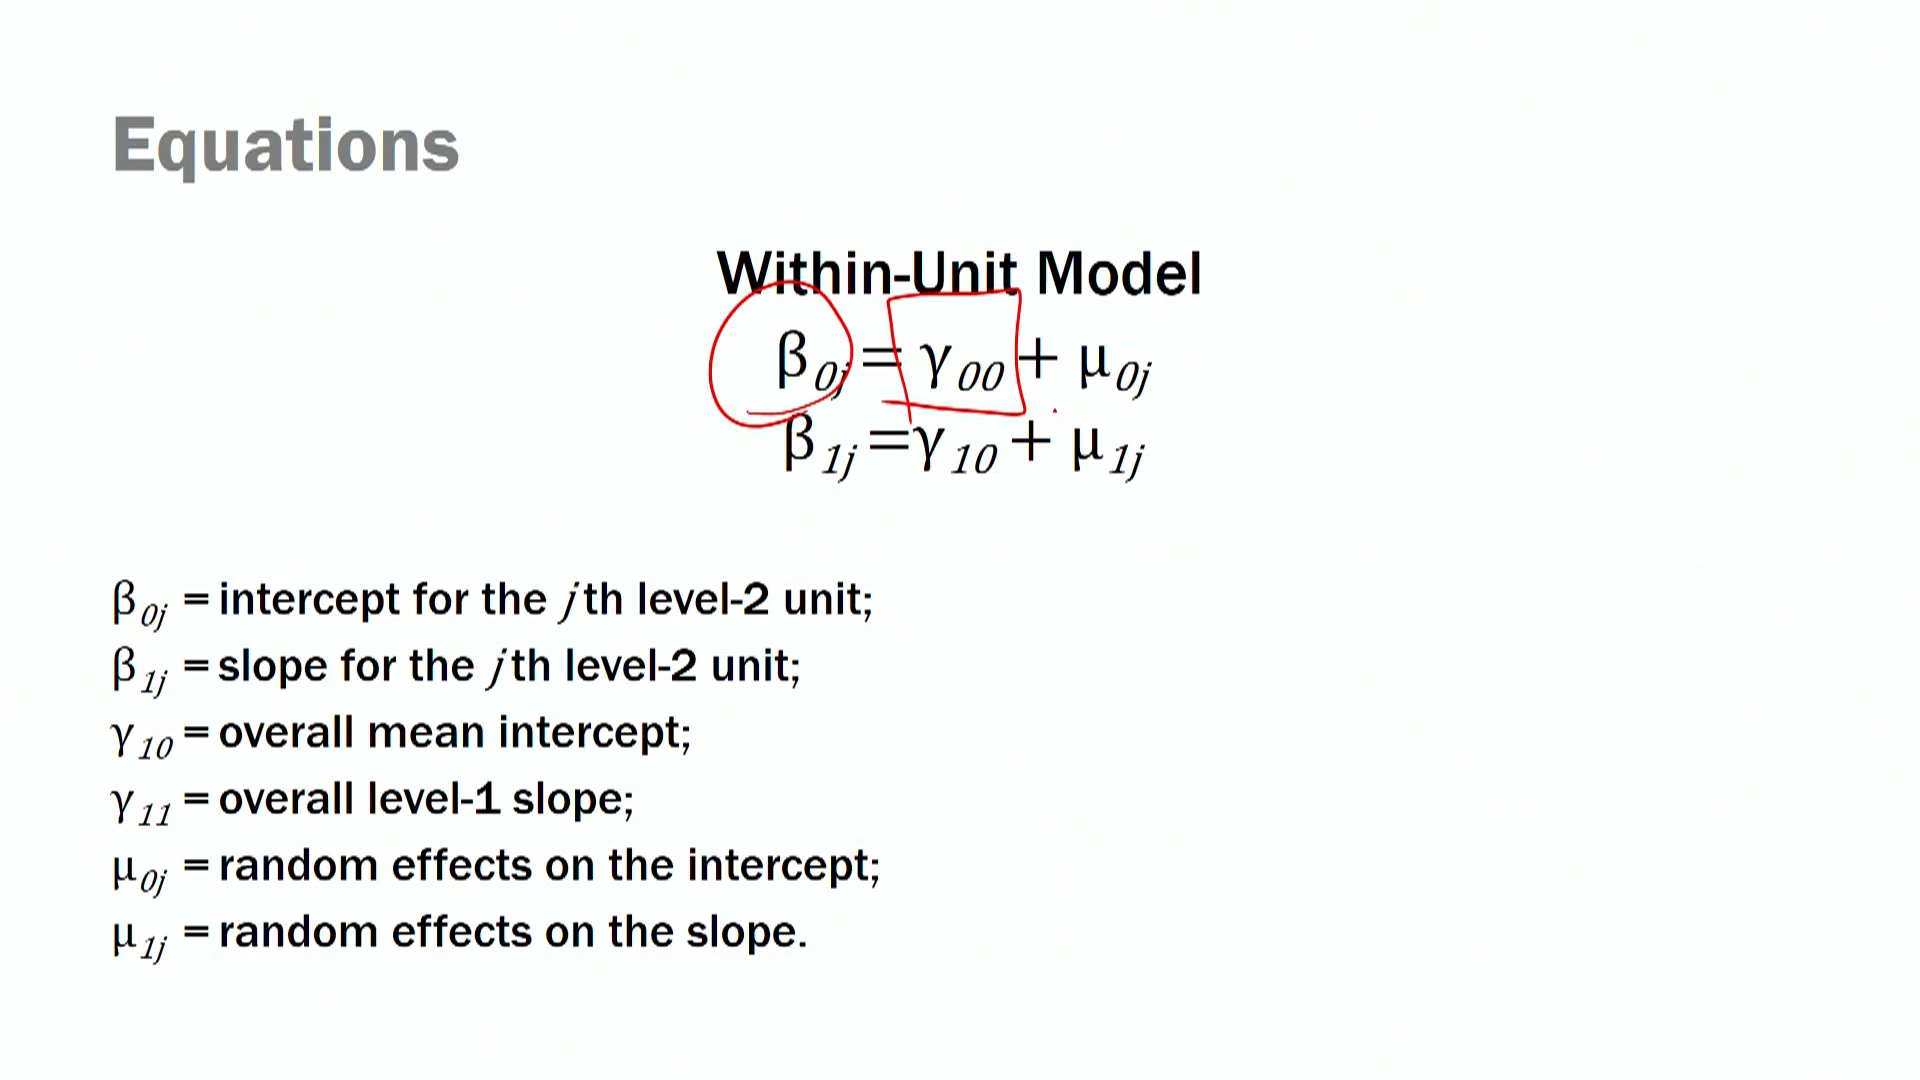 Equations
Within-Unit Model
β0j = γ00 + μ0j
β1j =γ10 + μ1j
β0j = intercept for the jth level-2 unit;
β1j = slope for the jth level-2 unit;
γ10 = overall mean intercept;
γ11 = overall level-1 slope;
μ0j = random effects on the intercept;
μ1j = random effects on the slope.